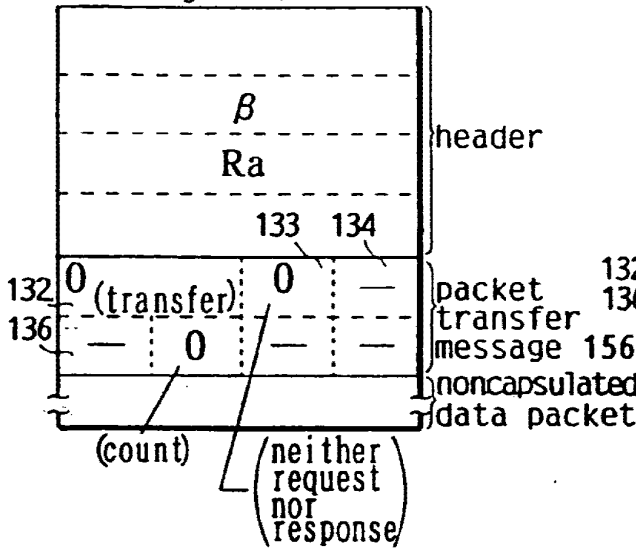 β
header
Ra
133 134
132 0 (transfer) 0 — packet 132
transfer 136
136 — 0 — — message 156
noncapsulated
data packet
(count) (neither
request
nor
response)